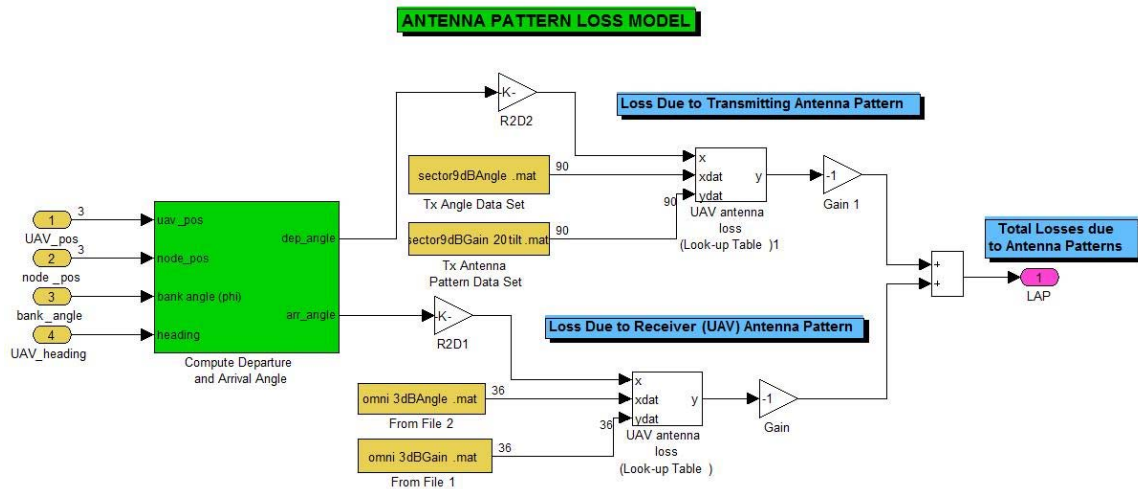 ANTENNA PATTERN LOSS MODEL
-K-
R2D2
Loss Due to Transmitting Antenna Pattern
sector9dBAngle .mat
90
Tx Angle Data Set
sector9dBGain 20tilt .mat
90
Tx Antenna
Pattern Data Set
x
xdat
ydat
y
90
UAV antenna
loss
(Look-up Table )1
-1
Gain 1
1
3
UAV_pos
2
3
node _pos
3
bank_angle
4
UAV_heading
uav_pos
node_pos
bank angle (phi)
heading
dep_angle
arr_angle
Compute Departure
and Arrival Angle
Total Losses due
to Antenna Patterns
+
+
1
LAP
-K-
R2D1
Loss Due to Receiver (UAV) Antenna Pattern
omni 3dBAngle .mat
36
From File 2
omni 3dBGain .mat
36
From File 1
x
xdat
ydat
y
36
UAV antenna
loss
(Look-up Table )
-1
Gain